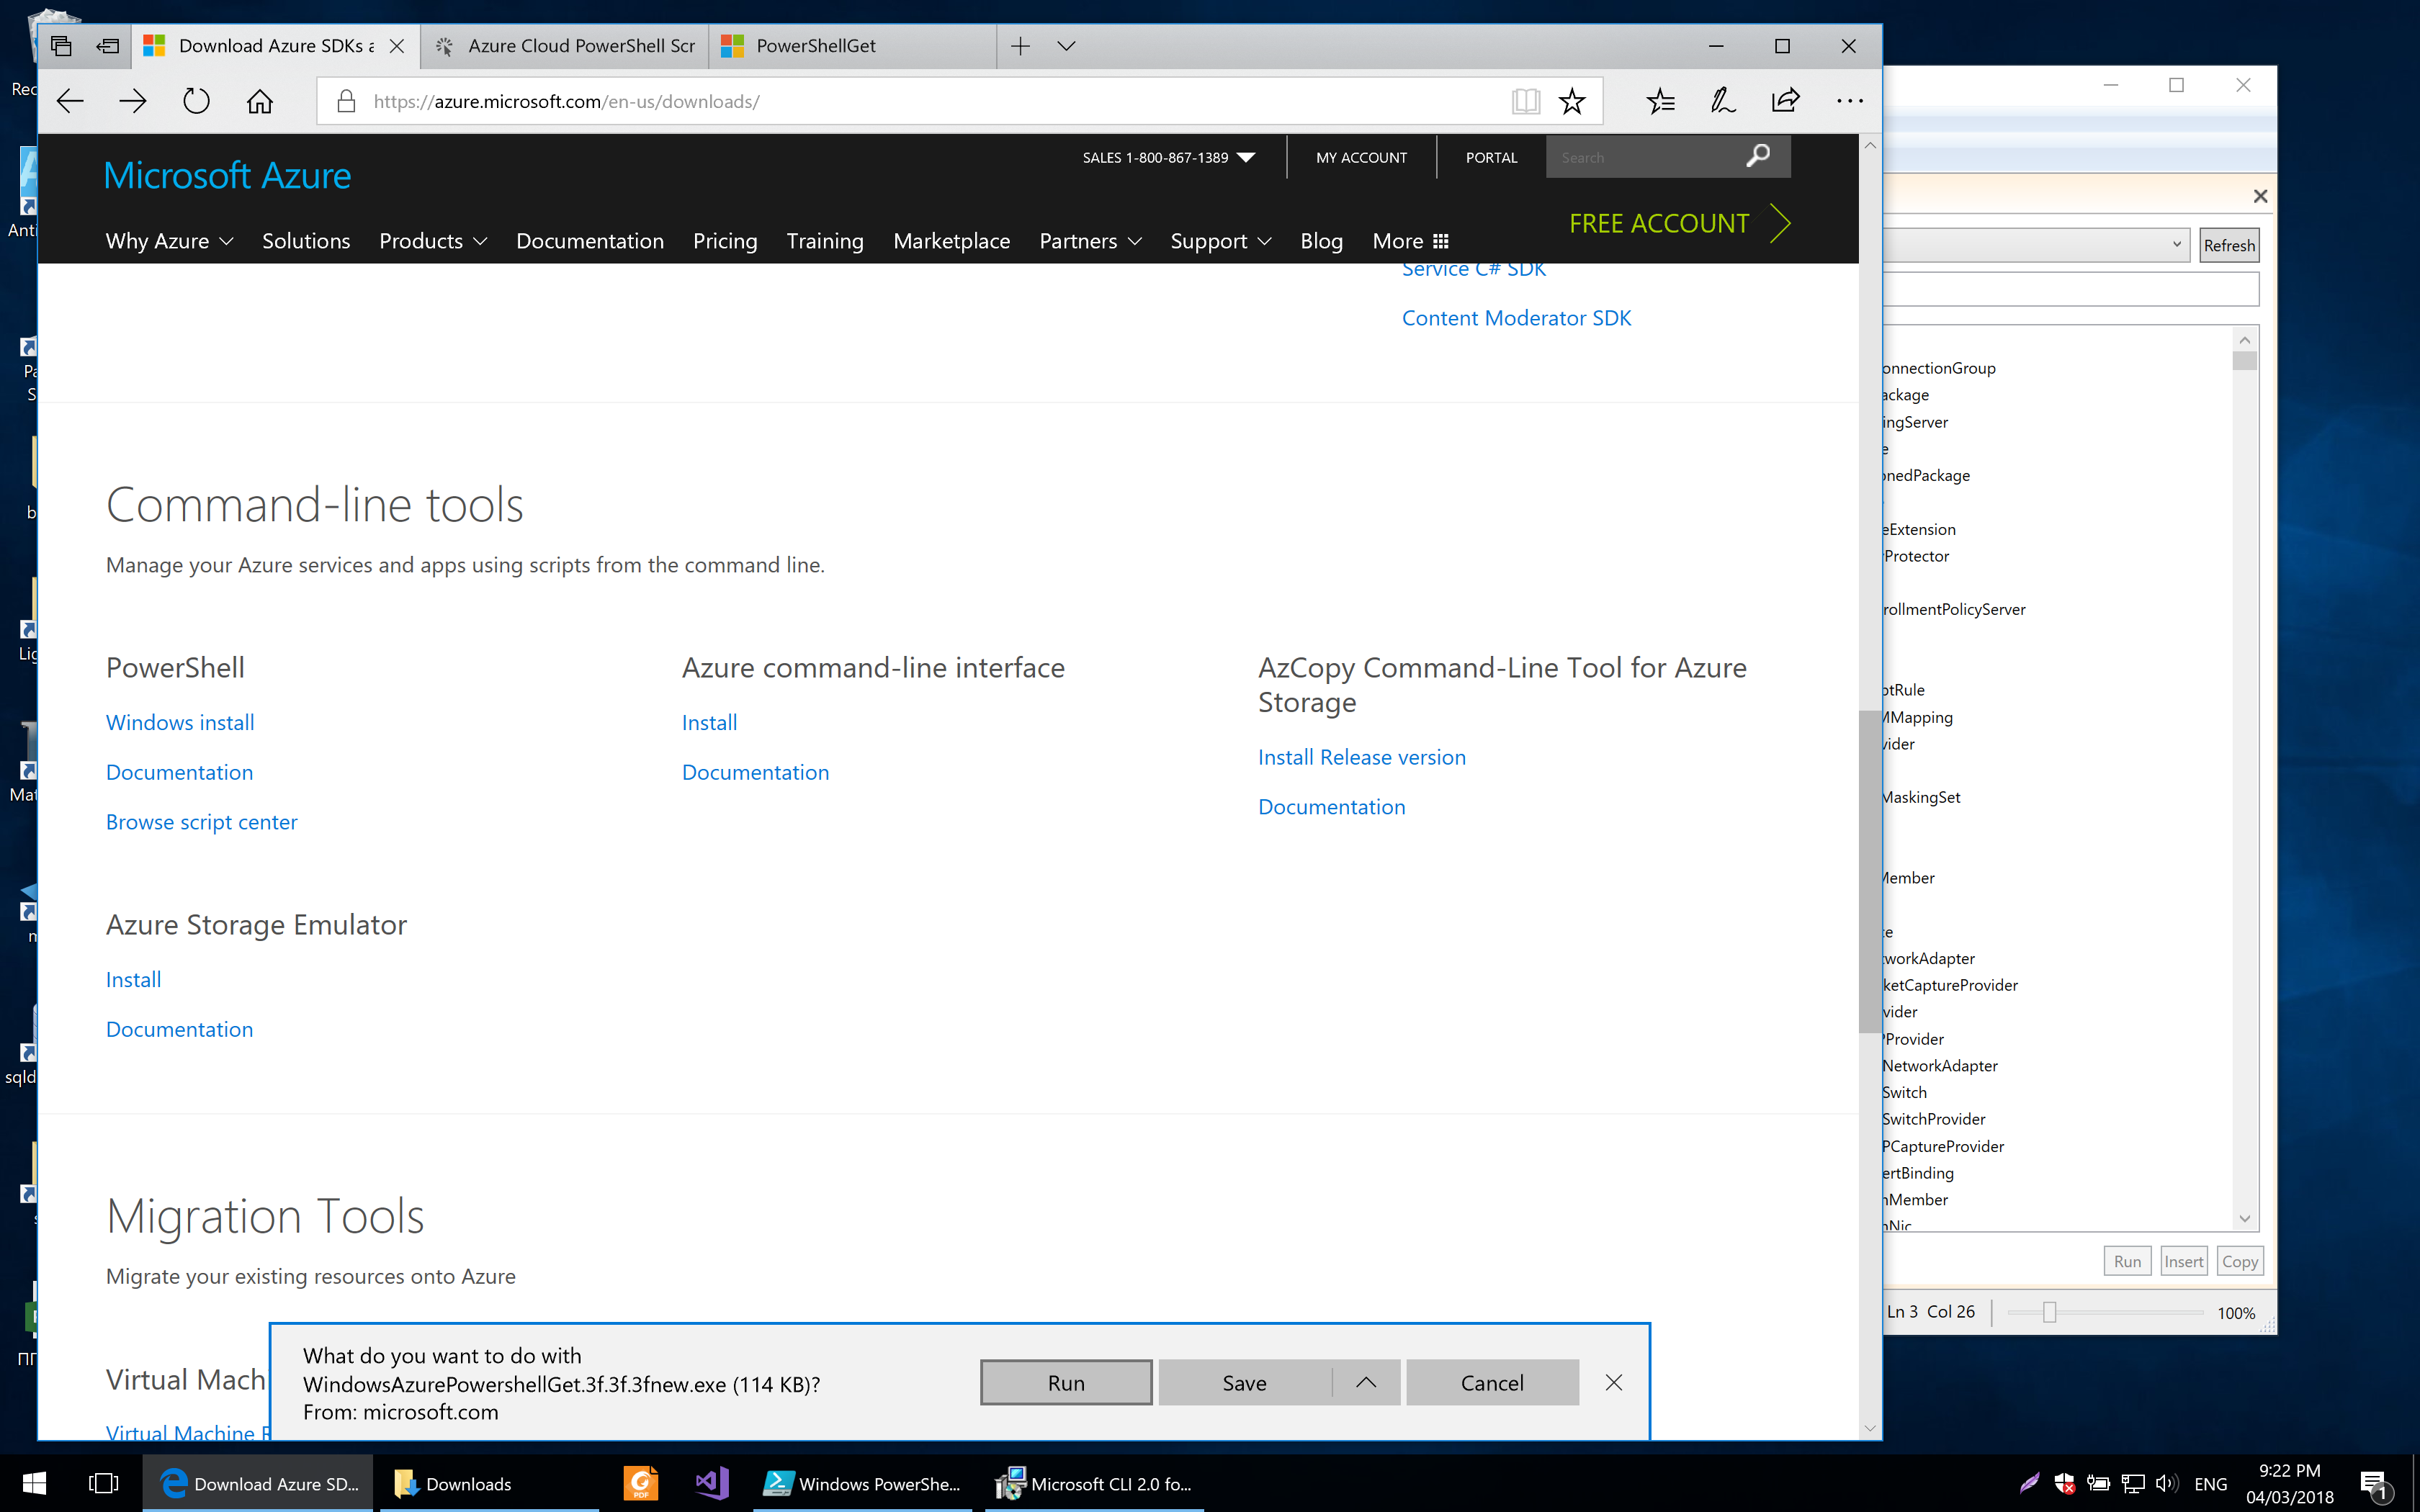 Download Azure SDKs a
Azure Cloud PowerShell Scr
PowerShellGet
https://azure.microsoft.com/en-us/downloads/
Microsoft Azure
SALES 1-800-867-1389
MY ACCOUNT
PORTAL
Search
Why Azure
Solutions
Products
Documentation
Pricing
Training
Marketplace
Partners
Support
Blog
More
FREE ACCOUNT
Service C# SDK
Content Moderator SDK
Command-line tools
Manage your Azure services and apps using scripts from the command line.
PowerShell
Windows install
Documentation
Browse script center
Azure command-line interface
Install
Documentation
AzCopy Command-Line Tool for Azure
Storage
Install Release version
Documentation
Azure Storage Emulator
Install
Documentation
Migration Tools
Migrate your existing resources onto Azure
Virtual Mach
Virtual Machine
What do you want to do with
WindowsAzurePowershellGet.3f.3f.3fnew.exe (114 KB)?
From: microsoft.com
Run
Save
Cancel
Refresh
onnectionGroup
ackage
ingServer
e
onedPackage
eExtension
Protector
rollmentPolicyServer
ptRule
Mapping
vider
MaskingSet
Member
te
tworkAdapter
ketCaptureProvider
vider
Provider
NetworkAdapter
Switch
SwitchProvider
PCaptureProvider
ertBinding
nMember
nNic
Run
Insert
Copy
Ln 3 Col 26
100%
Rec
Anti
Pa
S
b
Lig
Mat
m
sqld
s
ПГ
Download Azure SD...
Downloads
PDF
Windows PowerShe...
Microsoft CLI 2.0 fo...
ENG
9:22 PM
04/03/2018
1